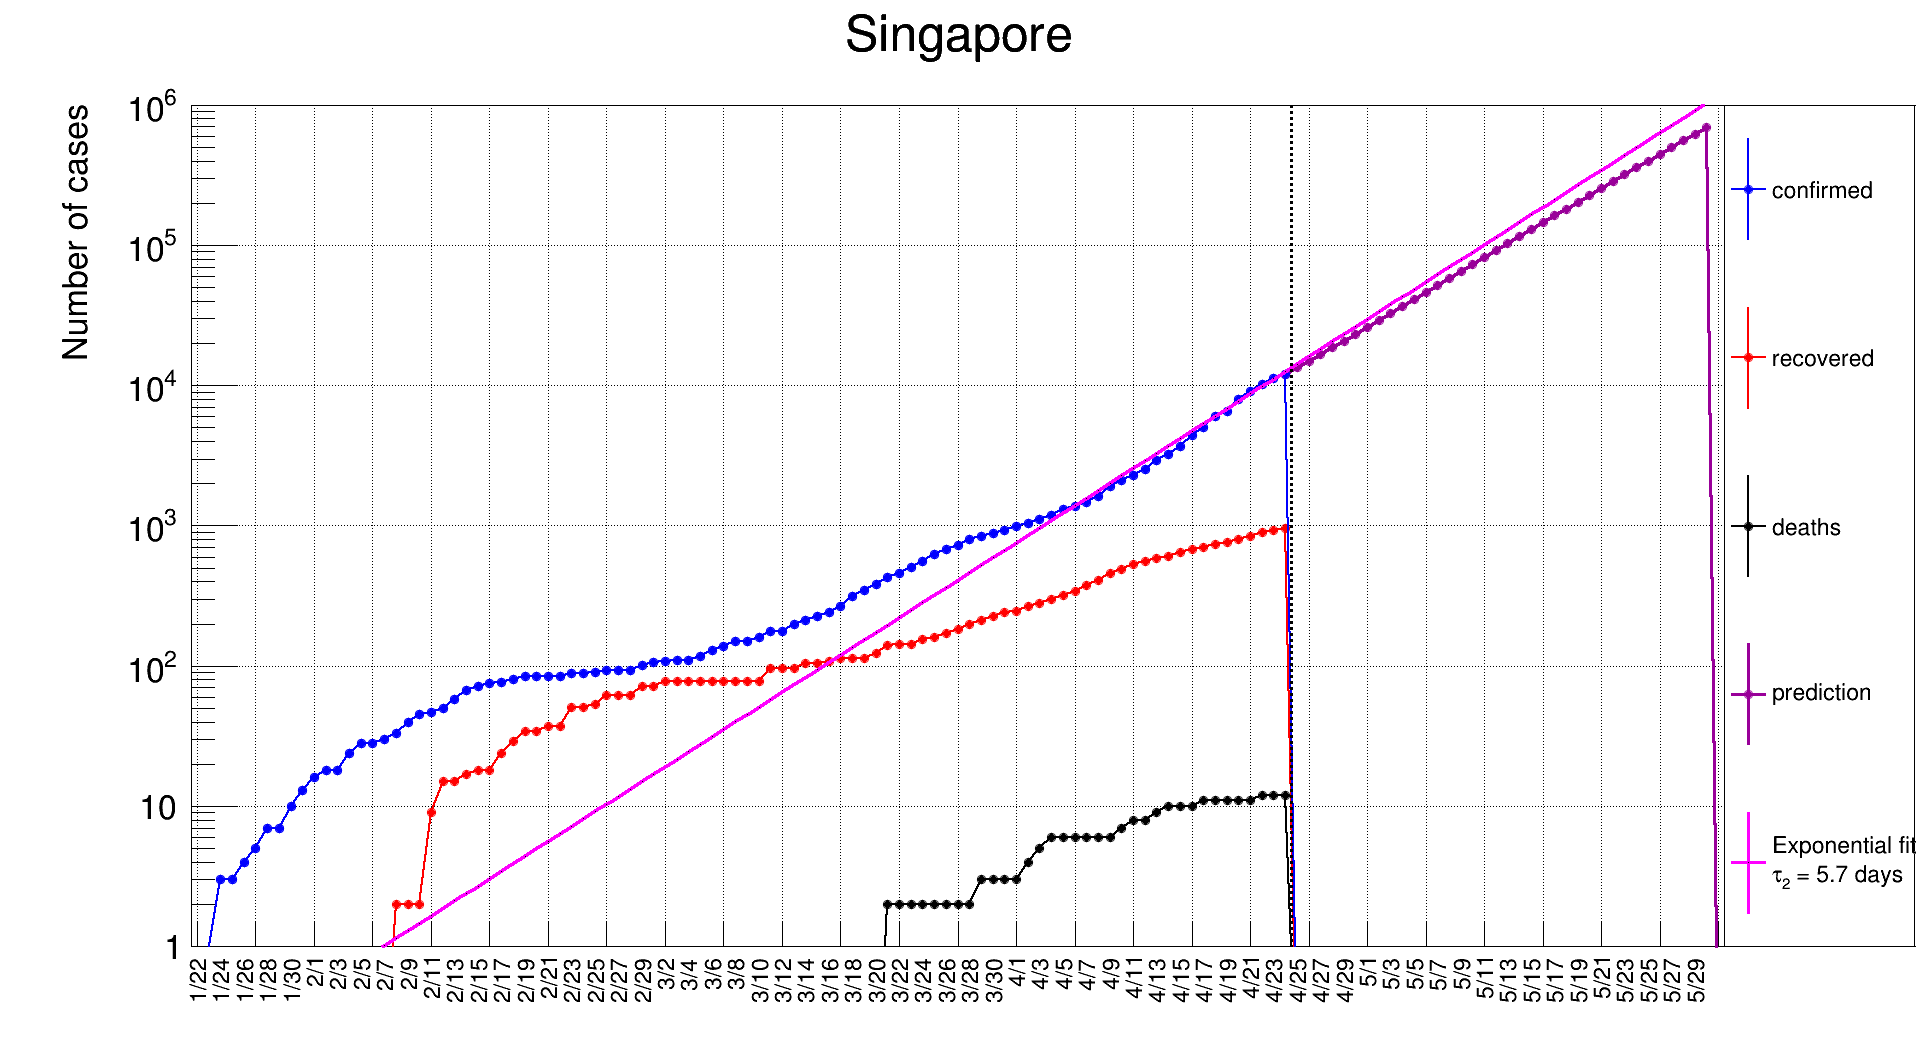 Singapore
Number of cases
10^6
10^5
10^4
10^3
10^2
10
1
1/22 1/24 1/26 1/28 1/30 2/1 2/3 2/5 2/7 2/9 2/11 2/13 2/15 2/17 2/19 2/21 2/23 2/25 2/27 2/29 3/2 3/4 3/6 3/8 3/10 3/12 3/14 3/16 3/18 3/20 3/22 3/24 3/26 3/28 3/30 4/1 4/3 4/5 4/7 4/9 4/11 4/13 4/15 4/17 4/19 4/21 4/23 4/25 4/27 4/29 5/1 5/3 5/5 5/7 5/9 5/11 5/13 5/15 5/17 5/19 5/21 5/23 5/25 5/27 5/29
confirmed
recovered
deaths
prediction
Exponential fit
τ₂ = 5.7 days